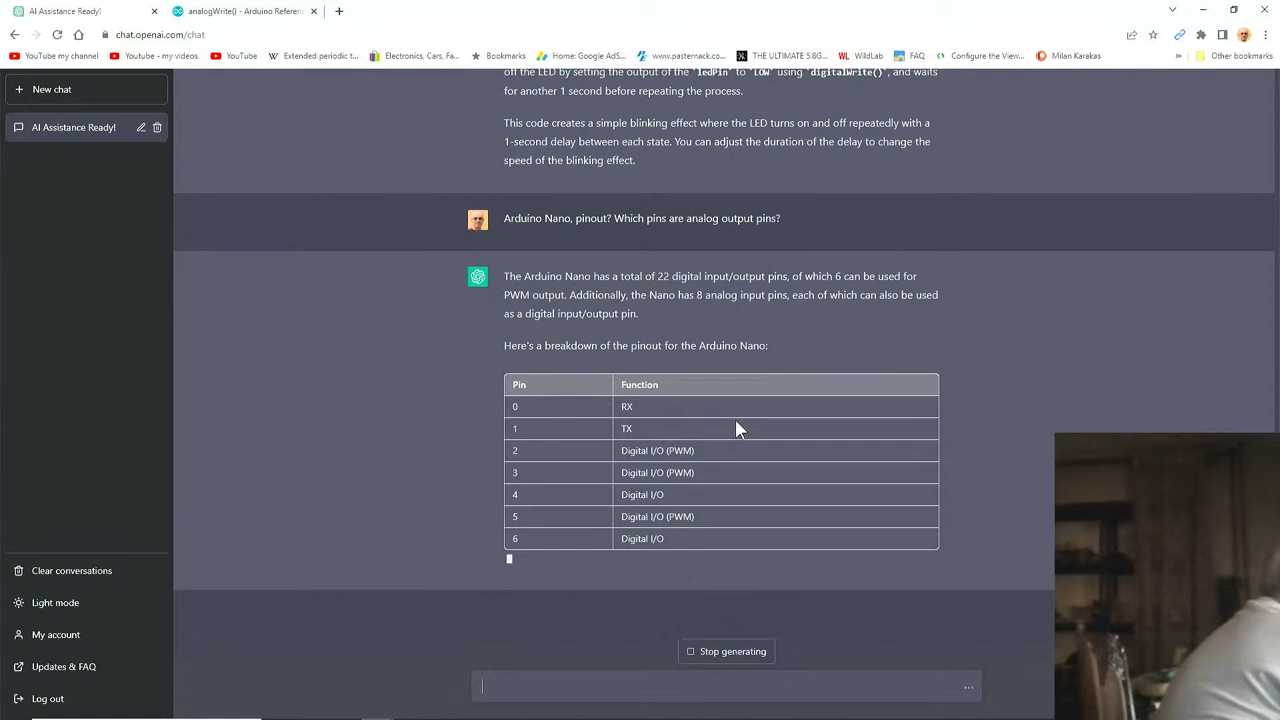 AI Assistance Ready!
analogWrite() - Arduino Referenc
chat.openai.com/chat
YouTube my channel
Youtube - my videos.
YouTube
Extended periodic t...
Electronics, Cars, Fa...
Bookmarks
Home: Google AdS...
www.pasternack.co...
THE ULTIMATE 5.8G...
WL WildLab
FAQ
Configure the View...
Milan Karakas
»
Other bookmarks
New chat
AI Assistance Ready!
off the LED by setting the output of the `ledPin` to `LOW` using `digitalWrite()`, and waits
for another 1 second before repeating the process.
This code creates a simple blinking effect where the LED turns on and off repeatedly with a
1-second delay between each state. You can adjust the duration of the delay to change the
speed of the blinking effect.
Arduino Nano, pinout? Which pins are analog output pins?
The Arduino Nano has a total of 22 digital input/output pins, of which 6 can be used for
PWM output. Additionally, the Nano has 8 analog input pins, each of which can also be used
as a digital input/output pin.
Here's a breakdown of the pinout for the Arduino Nano:
Pin Function
0 RX
1 TX
2 Digital I/O (PWM)
3 Digital I/O (PWM)
4 Digital I/O
5 Digital I/O (PWM)
6 Digital I/O
Stop generating
Clear conversations
Light mode
My account
Updates & FAQ
Log out